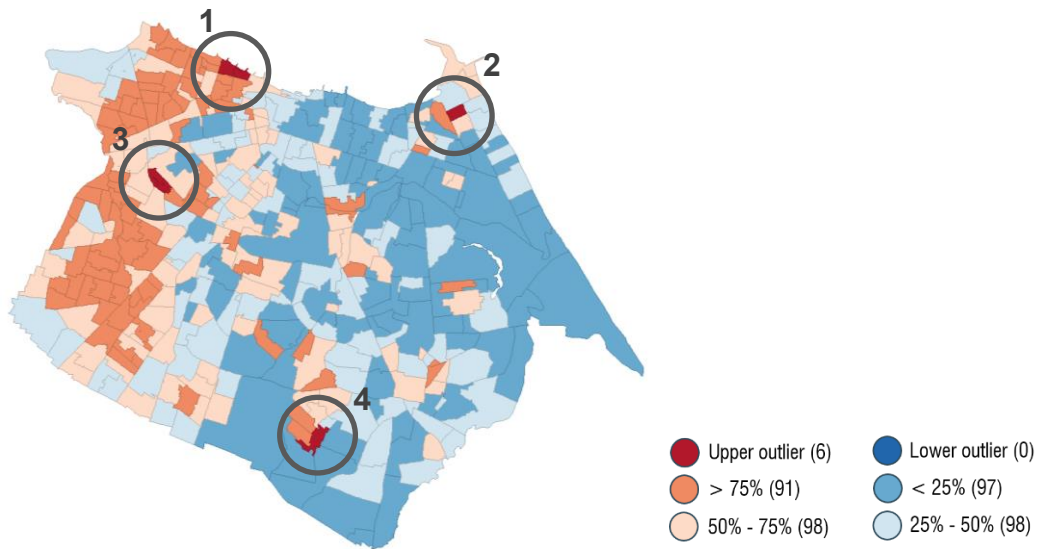 1
2
3
4
Upper outlier (6)
Lower outlier (0)
> 75% (91)
< 25% (97)
50% - 75% (98)
25% - 50% (98)